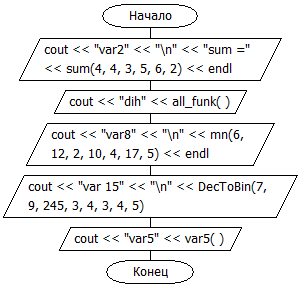 Начало
cout << "var2" << "\n" << "sum ="
<< sum(4, 4, 3, 5, 6, 2) << endl
cout << "dih" << all_funk( )
cout << "var8" << "\n" << mn(6,
12, 2, 10, 4, 17, 5) << endl
cout << "var 15" << "\n" << DecToBin(7,
9, 245, 3, 4, 3, 4, 5)
cout << "var5" << var5( )
Конец